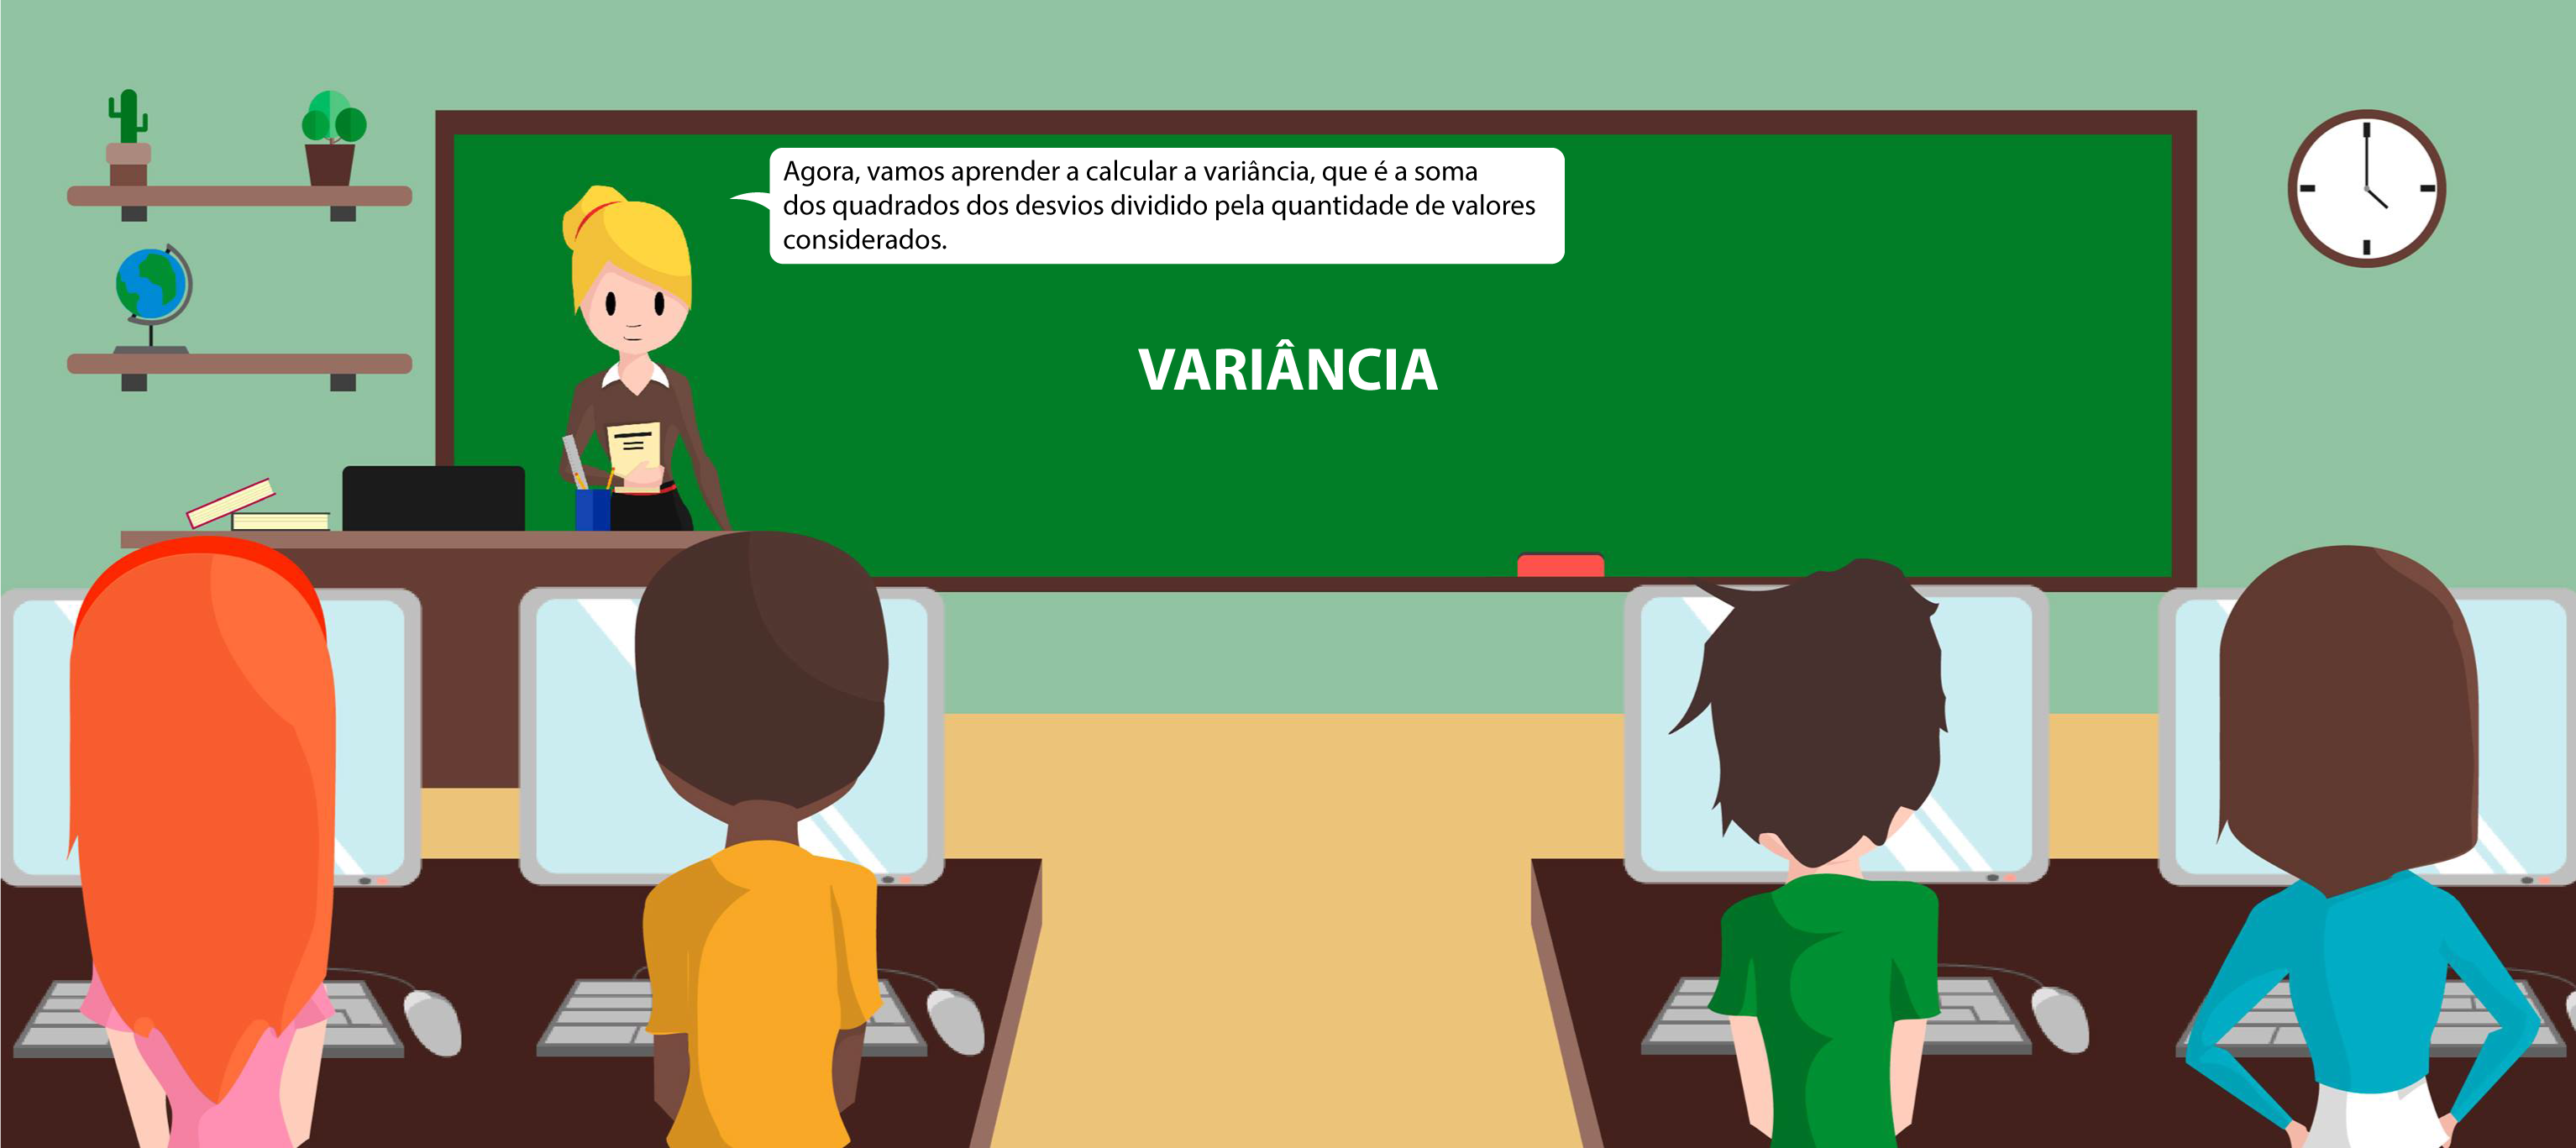 Agora, vamos aprender a calcular a variância, que é a soma
dos quadrados dos desvios dividido pela quantidade de valores
considerados.
VARIÂNCIA